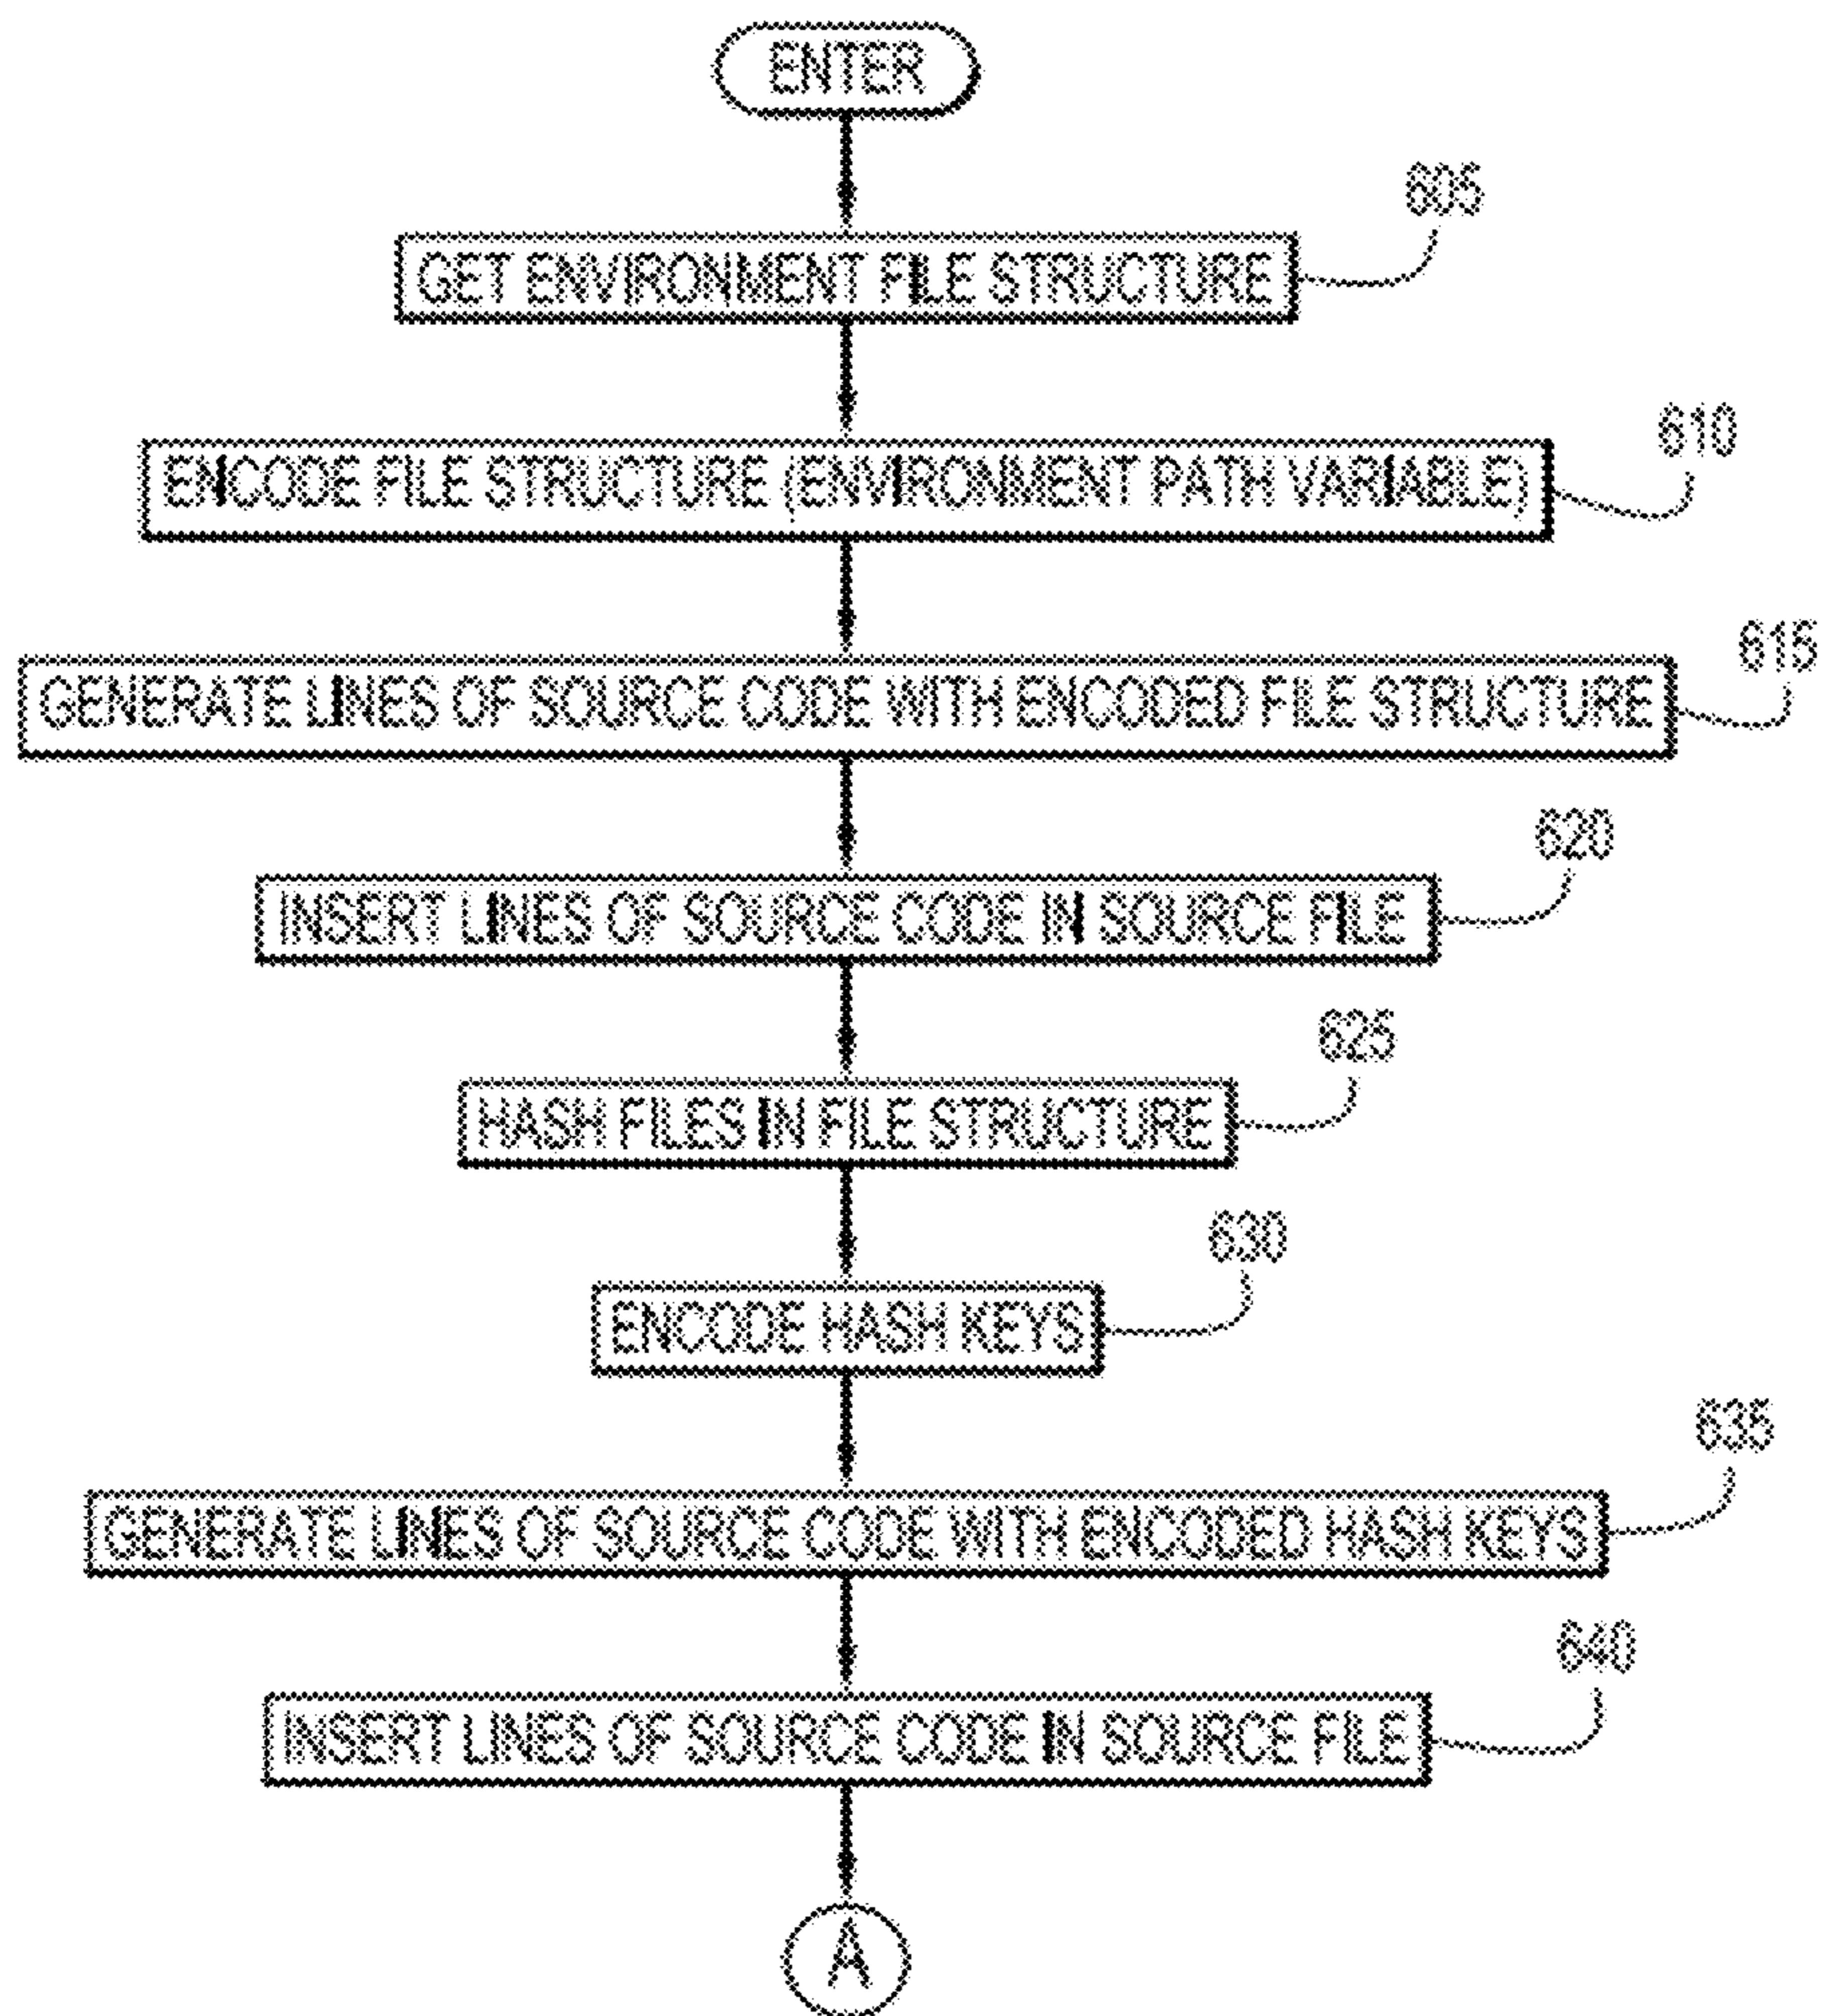 ENTER
605
GET ENVIRONMENT FILE STRUCTURE
610
ENCODE FILE STRUCTURE (ENVIRONMENT PATH VARIABLE)
615
GENERATE LINES OF SOURCE CODE WITH ENCODED FILE STRUCTURE
620
INSERT LINES OF SOURCE CODE IN SOURCE FILE
625
HASH FILES IN FILE STRUCTURE
630
ENCODE HASH KEYS
635
GENERATE LINES OF SOURCE CODE WITH ENCODED HASH KEYS
640
INSERT LINES OF SOURCE CODE IN SOURCE FILE
A